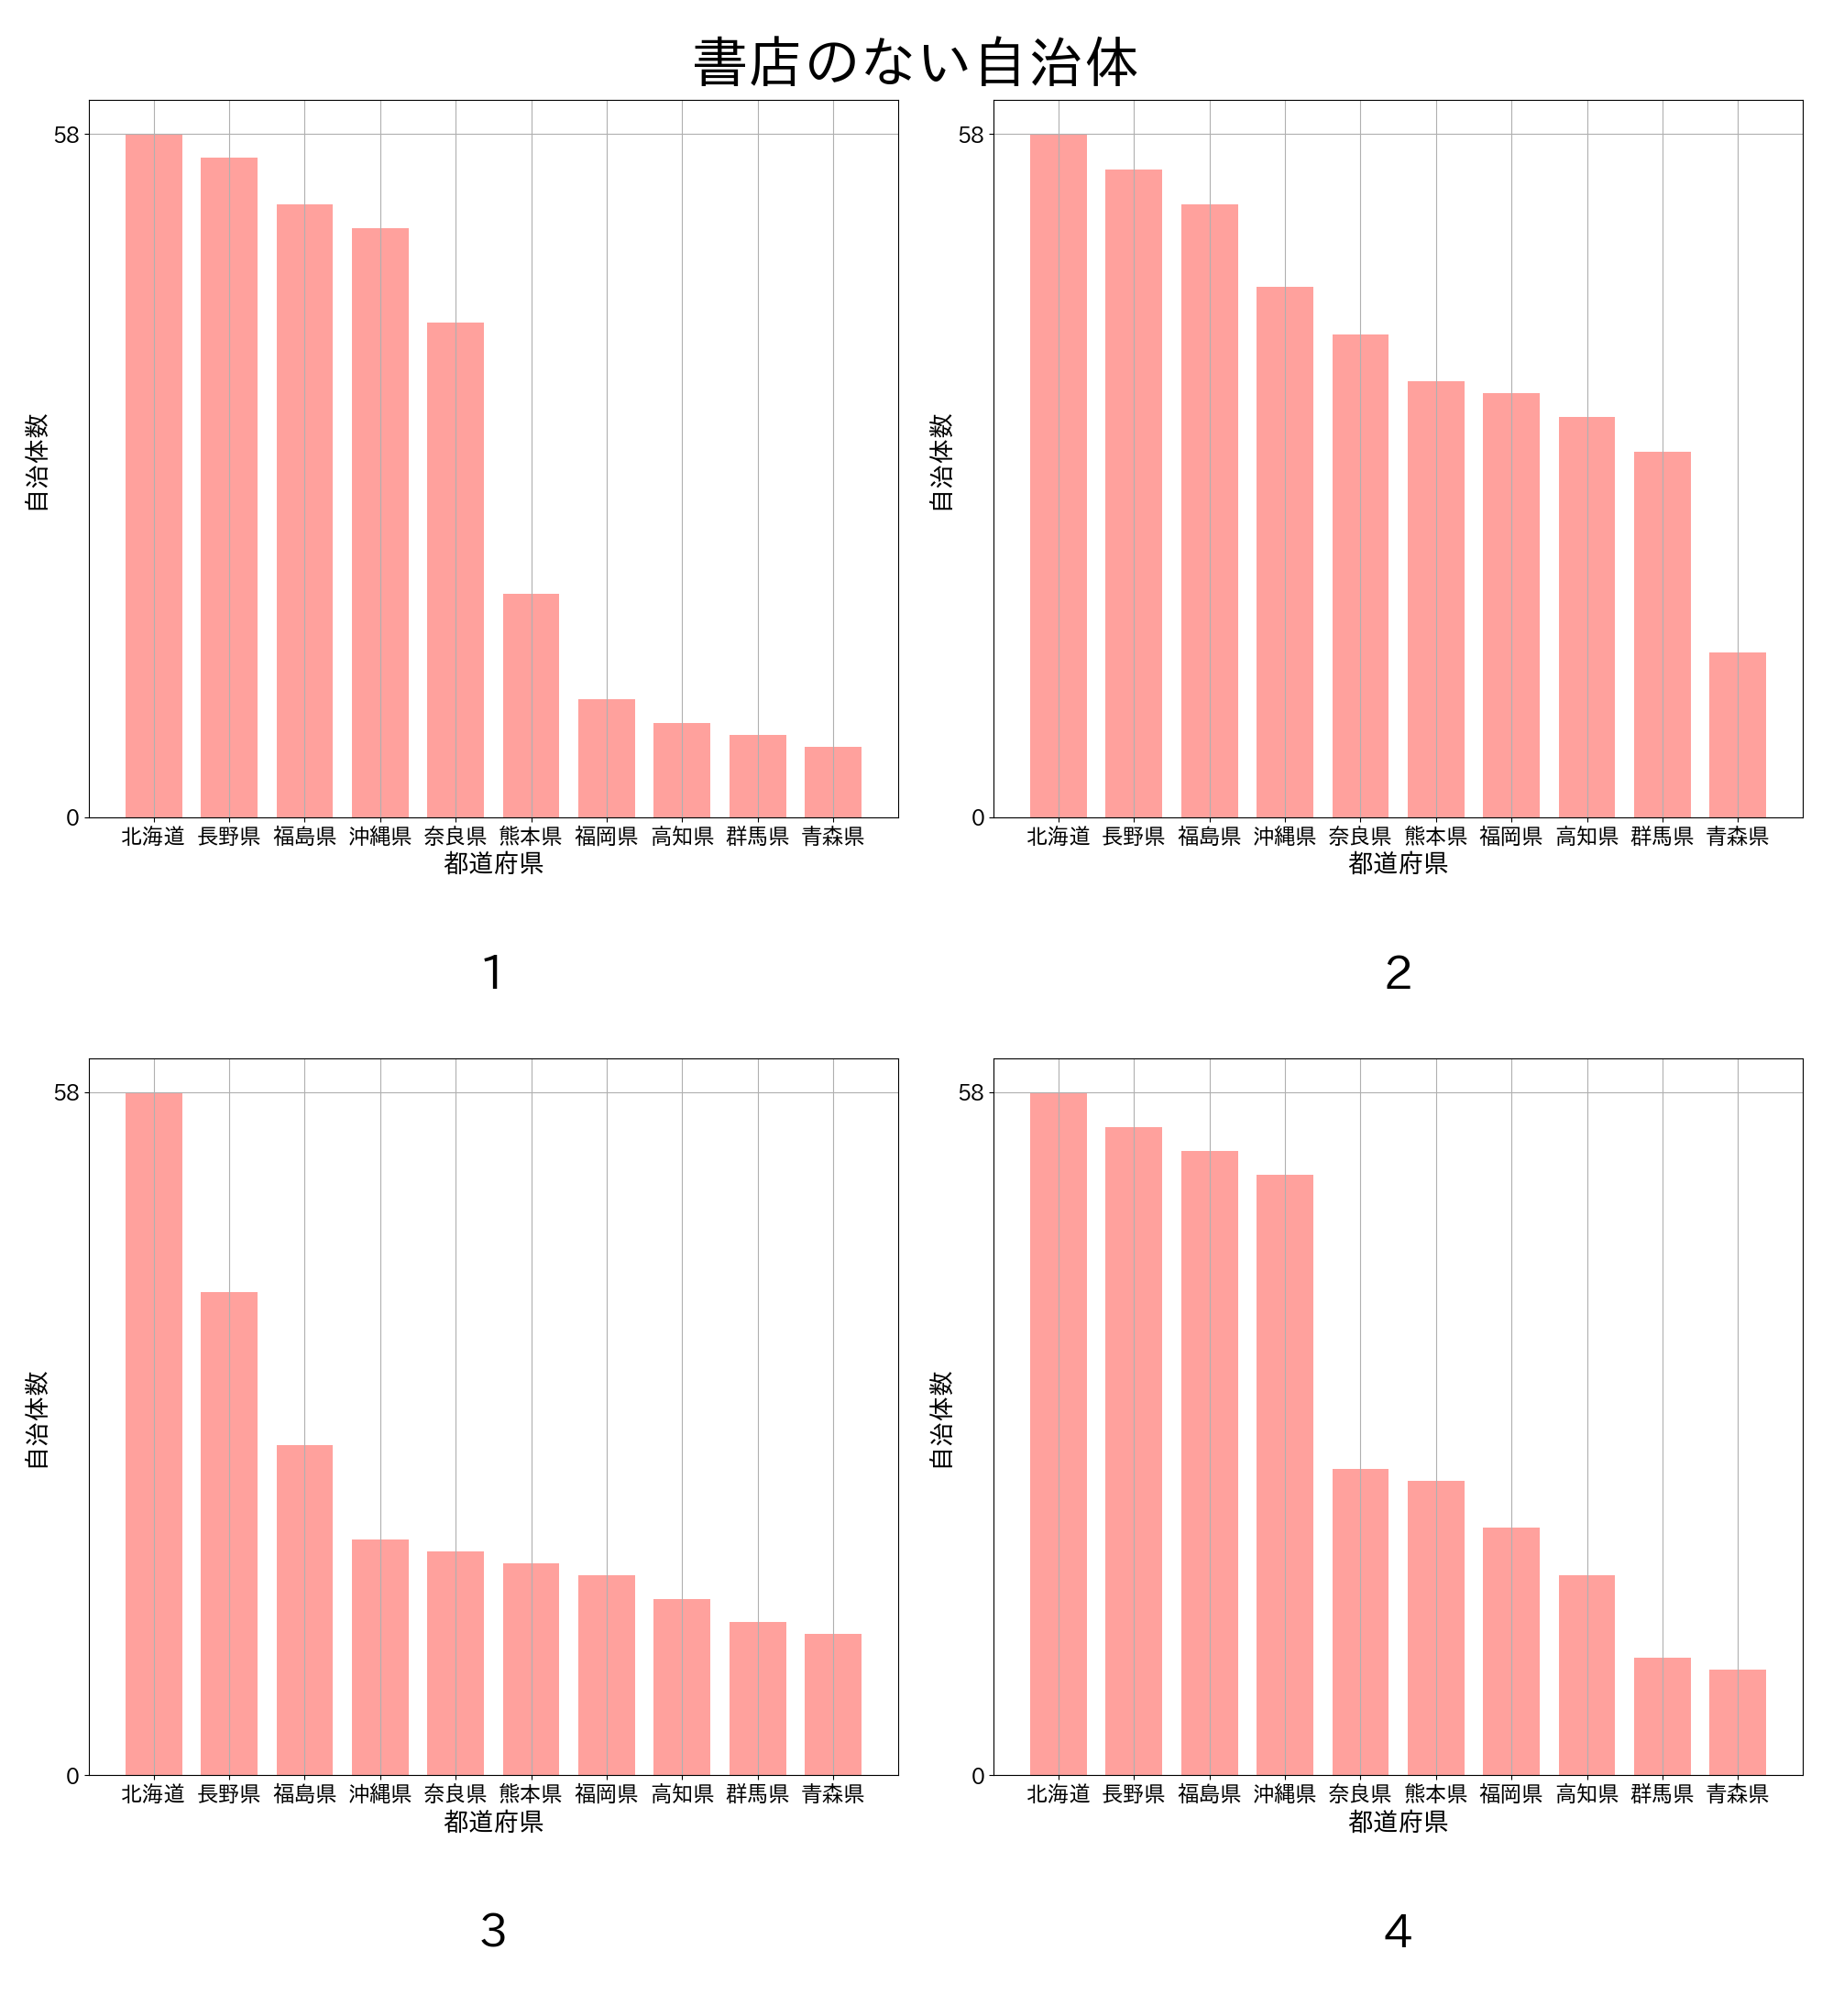 書店のない自治体
58
0
自治体数
北海道 長野県 福島県 沖縄県 奈良県 熊本県 福岡県 高知県 群馬県 青森県
都道府県
1
58
0
自治体数
北海道 長野県 福島県 沖縄県 奈良県 熊本県 福岡県 高知県 群馬県 青森県
都道府県
2
58
0
自治体数
北海道 長野県 福島県 沖縄県 奈良県 熊本県 福岡県 高知県 群馬県 青森県
都道府県
3
58
0
自治体数
北海道 長野県 福島県 沖縄県 奈良県 熊本県 福岡県 高知県 群馬県 青森県
都道府県
4